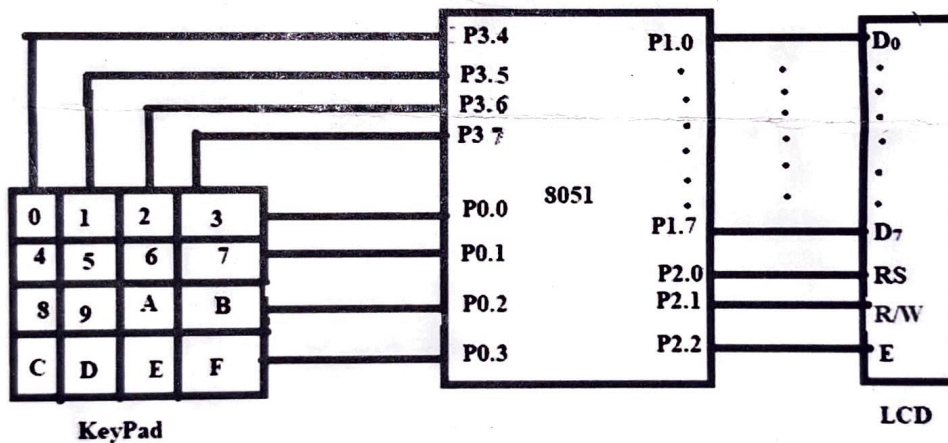 P3.4 P1.0 D₀
P3.5
P3.6
P3 7
0 1 2 3 P0.0 8051
4 5 6 7 P0.1 P1.7 D₇
8 9 A B P0.2 P2.0 RS
P2.1 R/W
C D E F P0.3 P2.2 E
KeyPad LCD